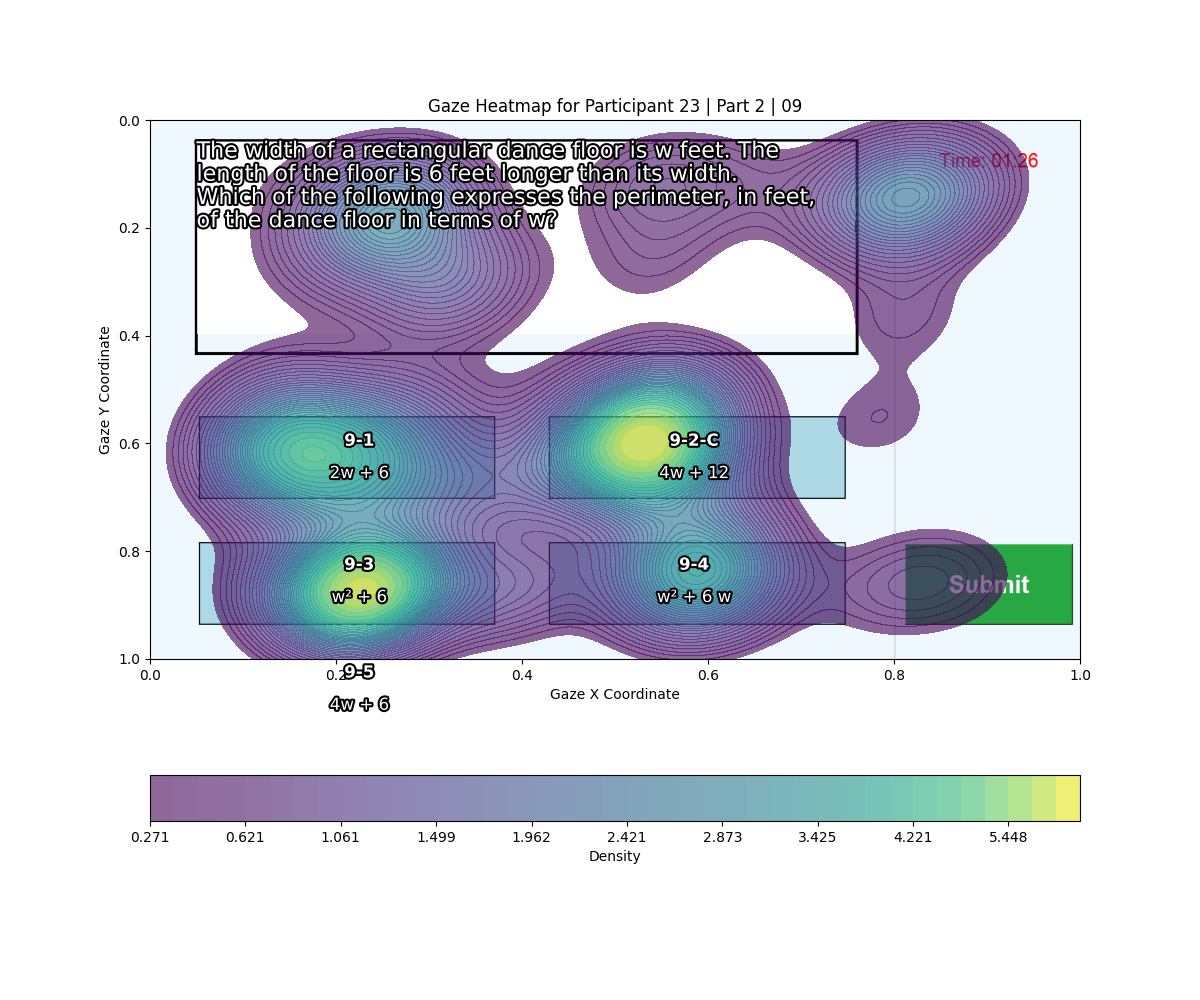 Gaze Heatmap for Participant 23 | Part 2 | 09
The width of a rectangular dance floor is w feet. The
length of the floor is 6 feet longer than its width.
Which of the following expresses the perimeter, in feet,
of the dance floor in terms of w?
Time: 01:26
0.0
0.2
0.4
0.6
0.8
1.0
Gaze Y Coordinate
9-1
2w + 6
9-2-C
4w + 12
9-3
w² + 6
9-4
w² + 6 w
Submit
9-5
4w + 6
0.0 0.2 0.4 0.6 0.8 1.0
Gaze X Coordinate
0.271 0.621 1.061 1.499 1.962 2.421 2.873 3.425 4.221 5.448
Density